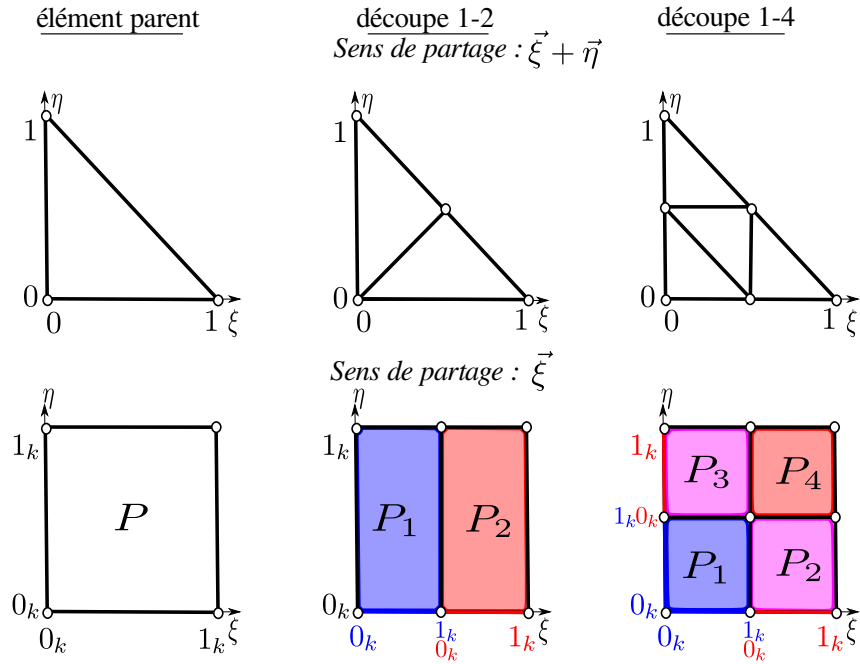 élément parent
découpe 1-2
découpe 1-4
Sens de partage : ξ⃗ + η⃗
η
1
0
0
1
ξ
η
1
0
0
1
ξ
η
1
0
0
1
ξ
Sens de partage : ξ⃗
η
1ₖ
P
0ₖ
0ₖ
1ₖ
ξ
η
1ₖ
P₁ P₂
0ₖ
0ₖ
1ₖ
0ₖ
1ₖ
ξ
η
1ₖ
P₃ P₄
1ₖ0ₖ
P₁ P₂
0ₖ
0ₖ
1ₖ
0ₖ
1ₖ
ξ